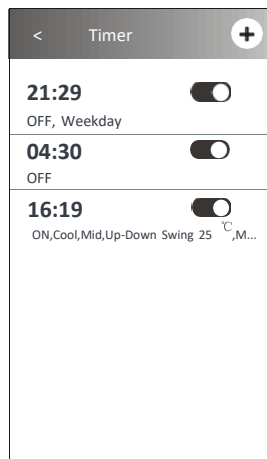 < Timer +
21:29
OFF, Weekday
04:30
OFF
16:19
ON,Cool,Mid,Up-Down Swing 25 ℃,M...